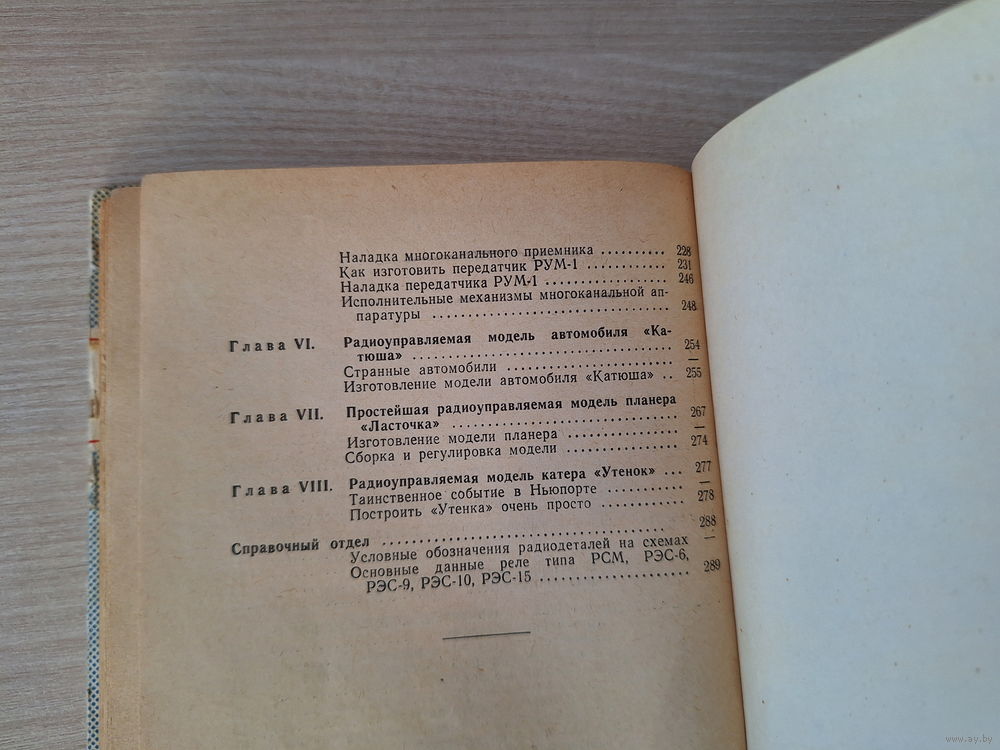 Наладка многоканального приемника .......... 228
Как изготовить передатчик РУМ-1 ............ 231
Наладка передатчика РУМ-1 .................. 246
Исполнительные механизмы многоканальной ап-
паратуры ................................... 248
Глава VI. Радиоуправляемая модель автомобиля «Ка-
тюша» ...................................... 254
Странные автомобили ........................ —
Изготовление модели автомобиля «Катюша» .. 255
Глава VII. Простейшая радиоуправляемая модель планера
«Ласточка» ................................. 267
Изготовление модели планера ................ —
Сборка и регулировка модели ................ 274
Глава VIII. Радиоуправляемая модель катера «Утенок» ... 277
Таинственное событие в Ньюпорте ........... —
Построить «Утенка» очень просто ............ 278
Справочный отдел ........................... 288
Условные обозначения радиодеталей на схемах —
Основные данные реле типа РСМ, РЭС-6,
РЭС-9, РЭС-10, РЭС-15 ...................... 289
www.ay.by